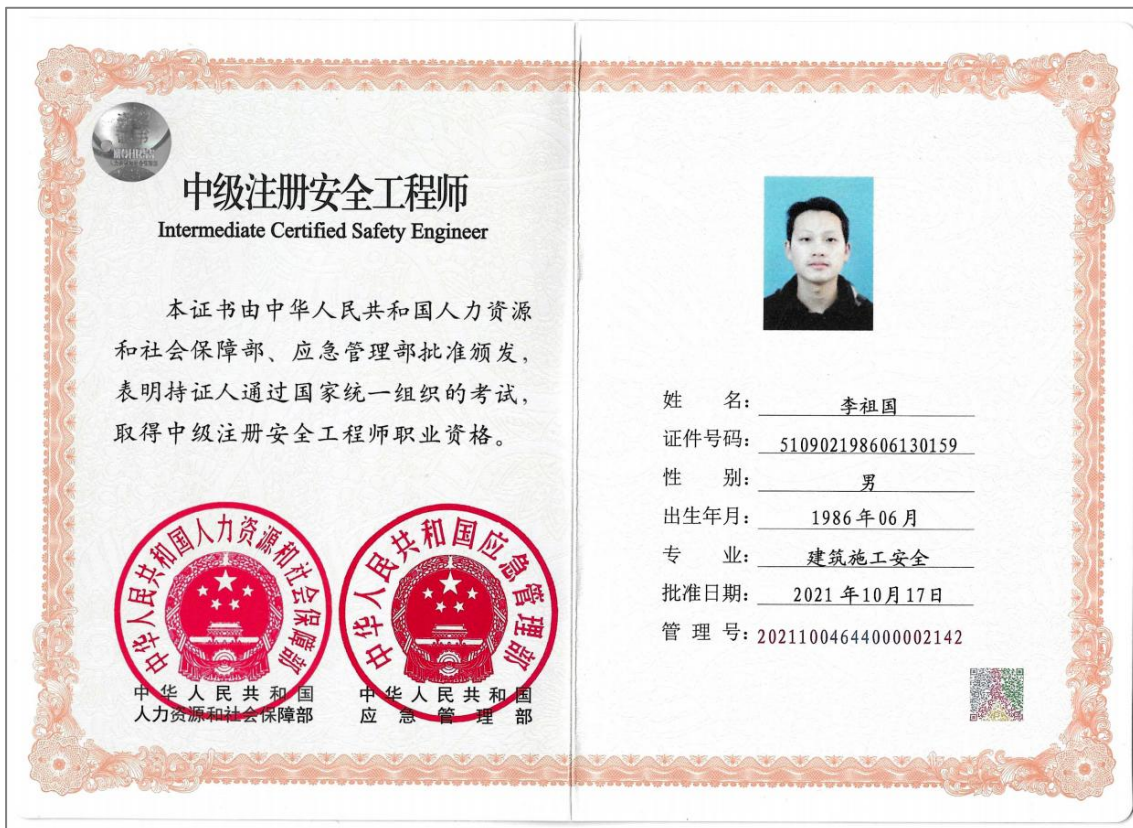 中级注册安全工程师
Intermediate Certified Safety Engineer
本证书由中华人民共和国人力资源
和社会保障部、应急管理部批准颁发，
表明持证人通过国家统一组织的考试，
取得中级注册安全工程师职业资格。
中华人民共和国人力资源和社会保障部
中华人民共和国应急管理部
中华人民共和国
人力资源和社会保障部
中华人民共和国
应急管理部
姓名：李祖国
证件号码：510902198606130159
性别：男
出生年月：1986年06月
专业：建筑施工安全
批准日期：2021年10月17日
管理号：20211004644000002142